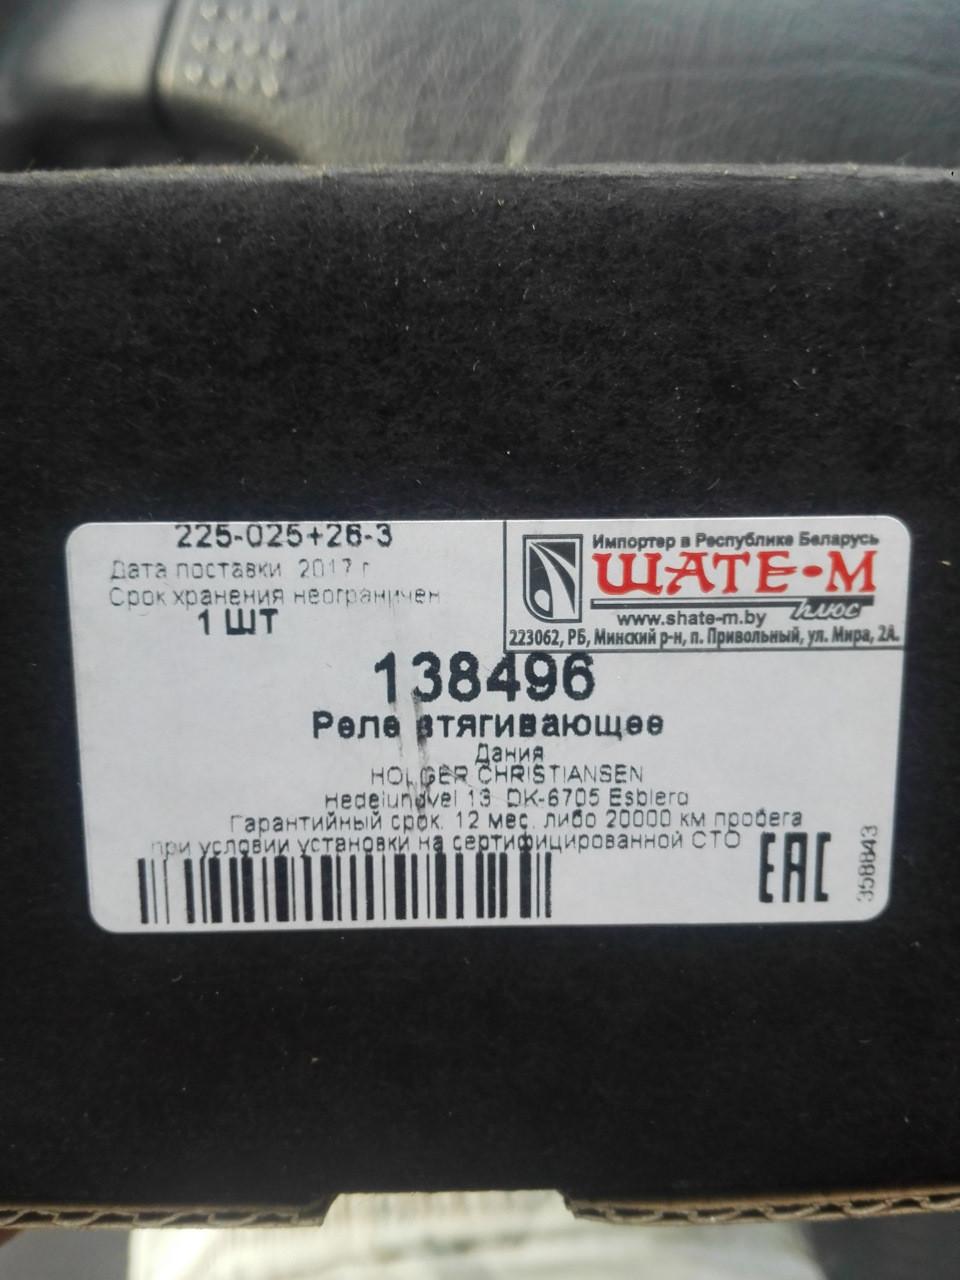 225-025+26-3
Дата поставки 2017 г
Срок хранения неограничен
1 ШТ
Импортер в Республике Беларусь
ШАТЕ-М
плюс
www.shate-m.by
223062, РБ, Минский р-н, п. Привольный, ул. Мира, 2А.
138496
Реле втягивающее
Дания
HOLGER CHRISTIANSEN
Hedelundvej 13 DK-6705 Esbjerg
Гарантийный срок: 12 мес. либо 20000 км пробега
при условии установки на сертифицированной СТО
EAC
358843